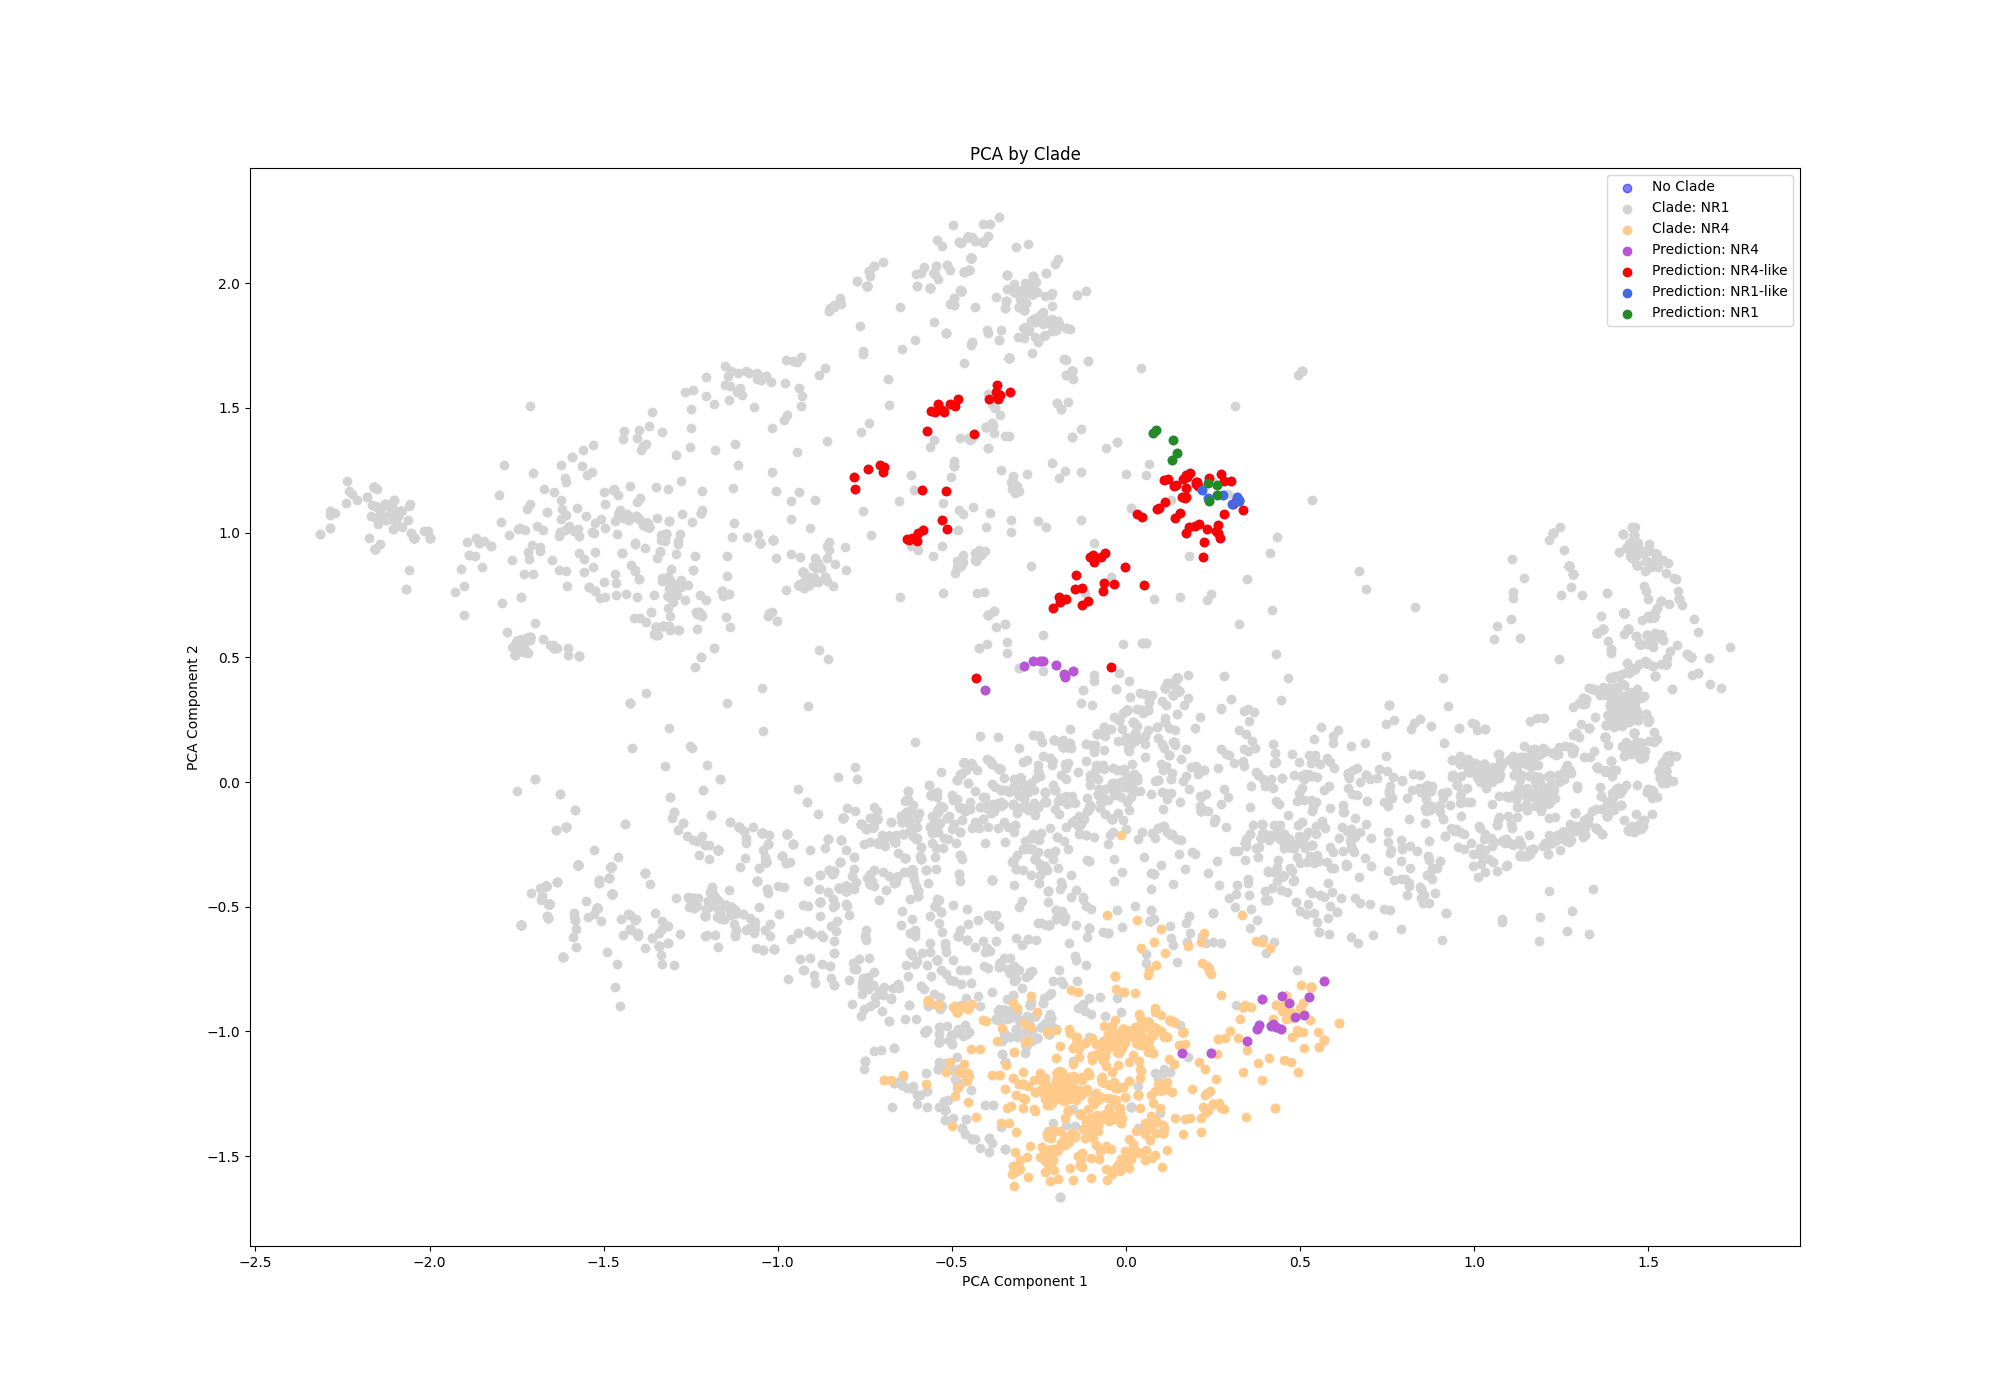 PCA by Clade
No Clade
Clade: NR1
Clade: NR4
Prediction: NR4
Prediction: NR4-like
Prediction: NR1-like
Prediction: NR1
PCA Component 2
2.0
1.5
1.0
0.5
0.0
−0.5
−1.0
−1.5
−2.5
−2.0
−1.5
−1.0
−0.5
0.0
0.5
1.0
1.5
PCA Component 1